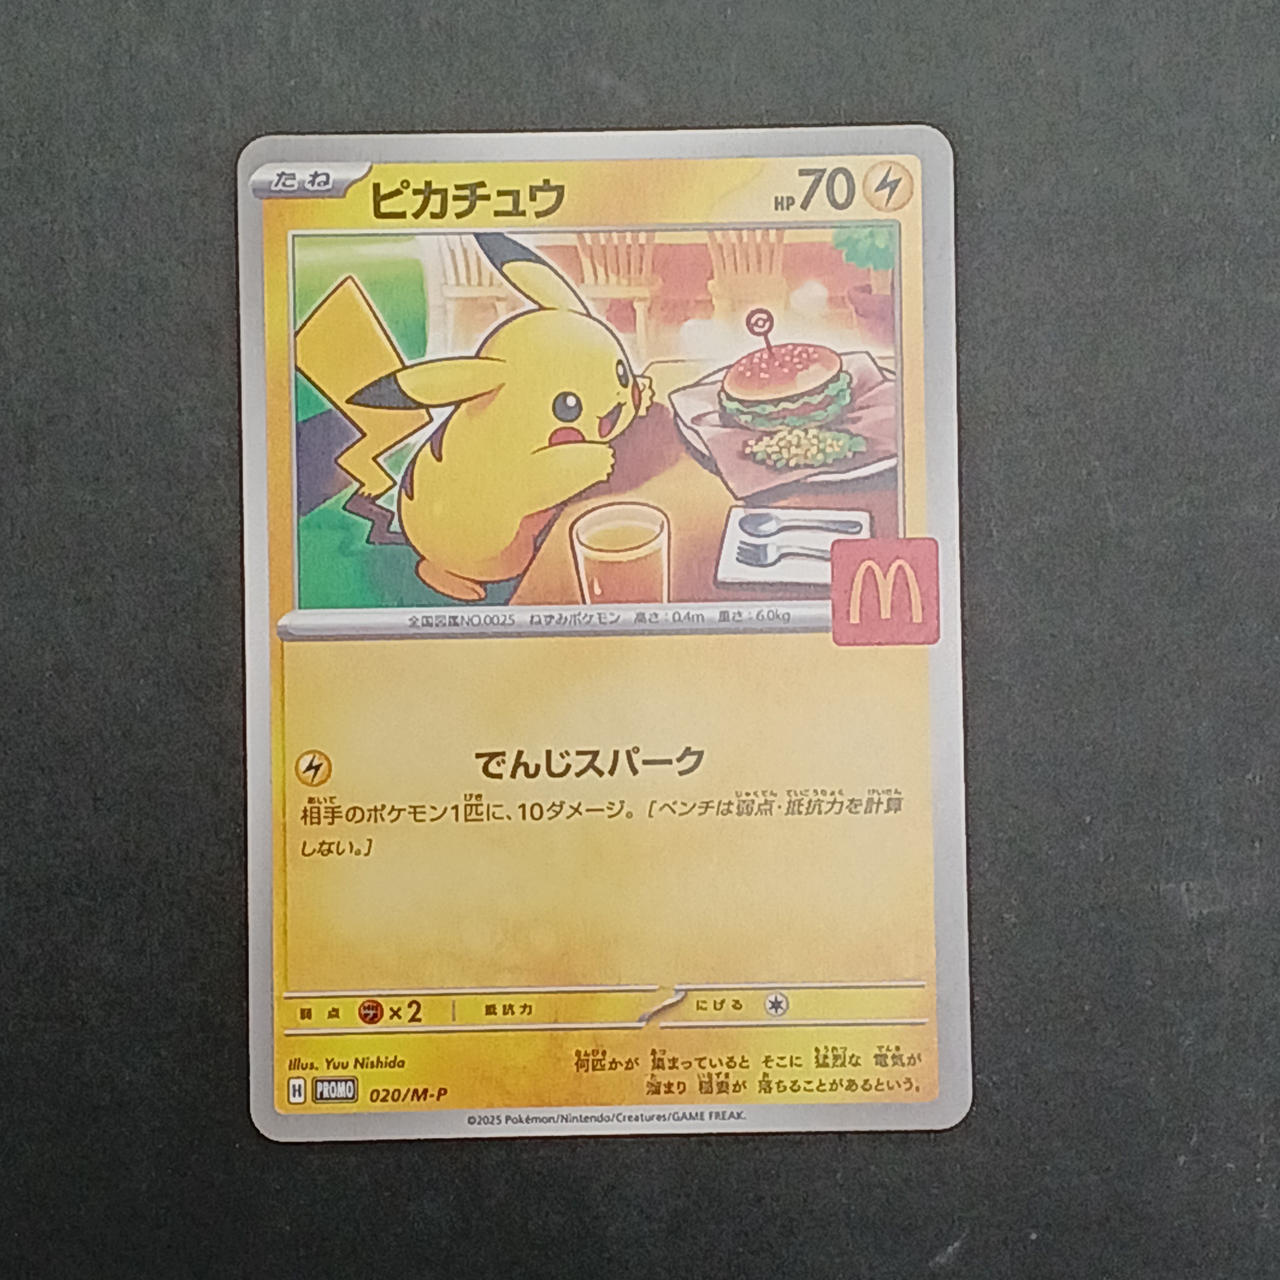 たね ピカチュウ HP 70
全国図鑑NO.0025 ねずみポケモン 高さ:0.4m 重さ:6.0kg
M
でんじスパーク
相手のポケモン1匹に、10ダメージ。[ベンチは弱点・抵抗力を計算
しない。]
弱点 ×2 抵抗力 にげる
Illus. Yuu Nishida
何匹かが 集まっていると そこに 猛烈な 電気が
溜まり 稲妻が 落ちることがあるという。
H PROMO 020/M-P
©2025 Pokémon/Nintendo/Creatures/GAME FREAK.